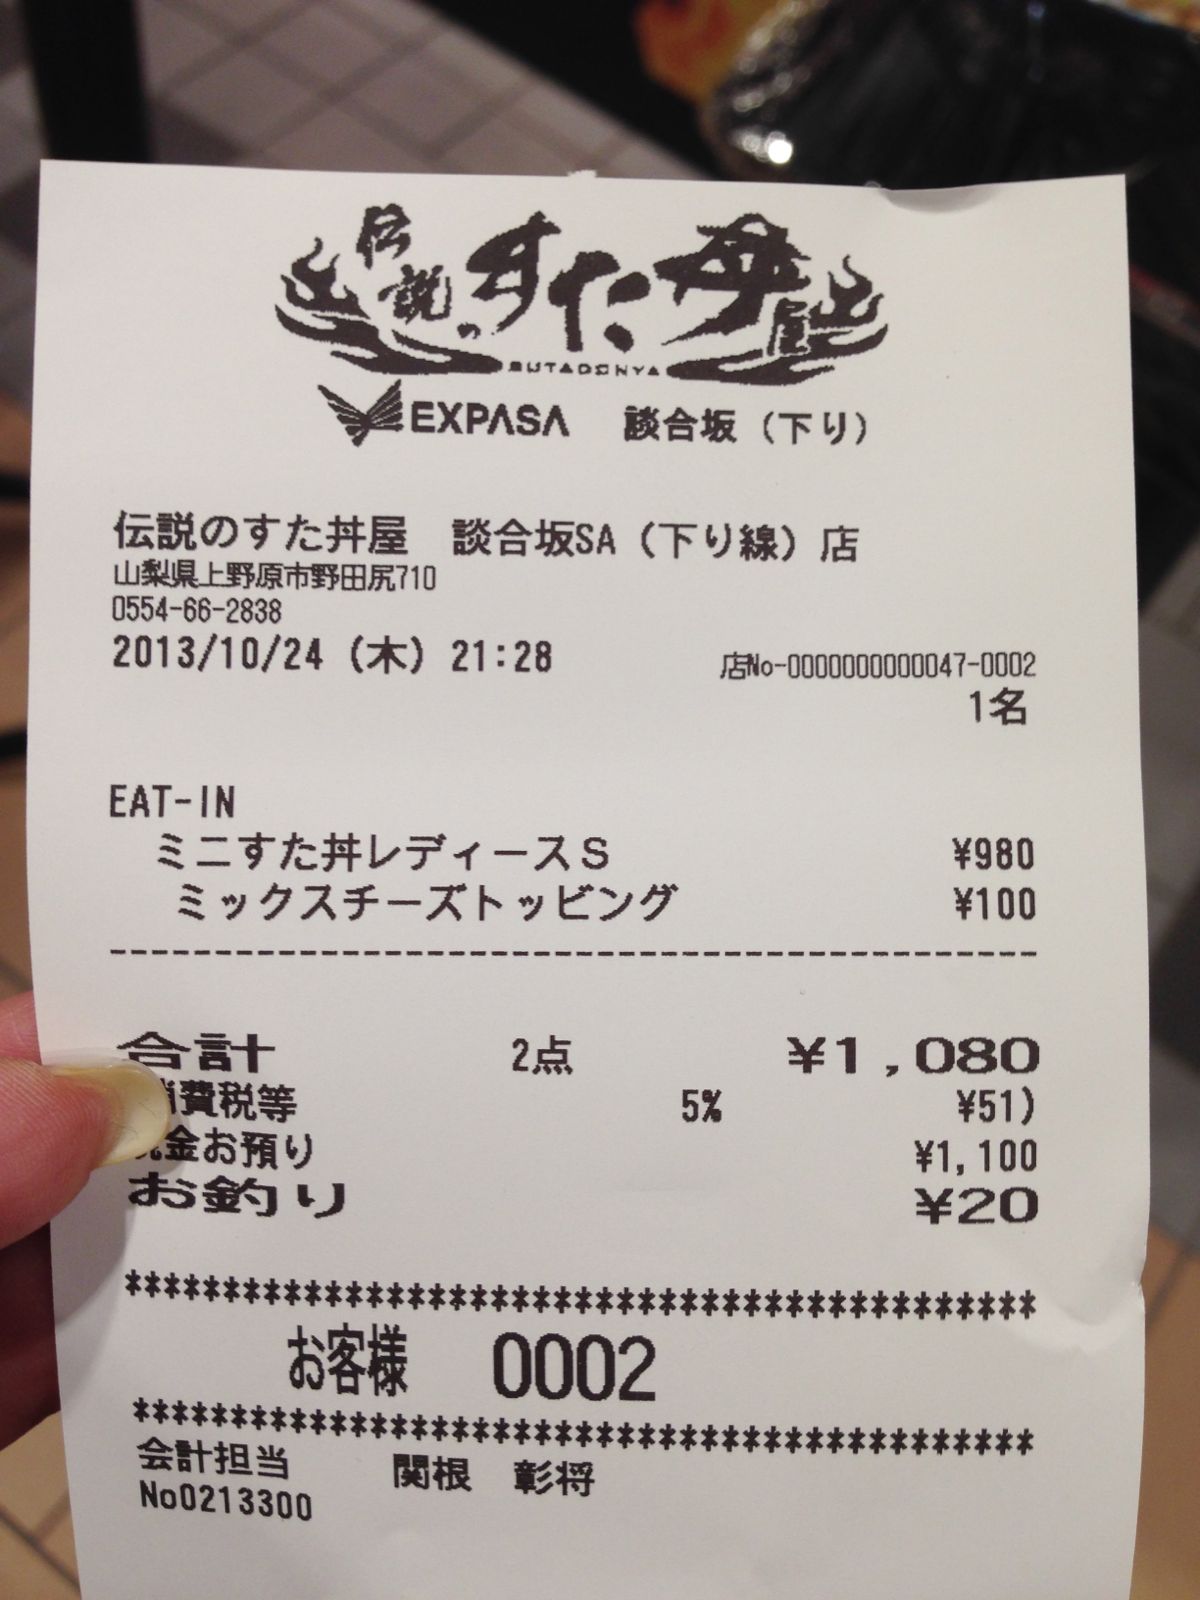 伝説のすた丼屋
SUTADONYA
EXPASA 談合坂（下り）
伝説のすた丼屋 談合坂SA（下り線）店
山梨県上野原市野田尻710
0554-66-2838
2013/10/24（木）21:28
店No-0000000000047-0002
1名
EAT-IN
ミニすた丼レディースS ¥980
ミックスチーズトッピング ¥100
----------------------------------------
合計 2点 ¥1,080
消費税等 5% ¥51)
現金お預り ¥1,100
お釣り ¥20
********************************************
お客様 0002
********************************************
会計担当 関根 彰将
No0213300